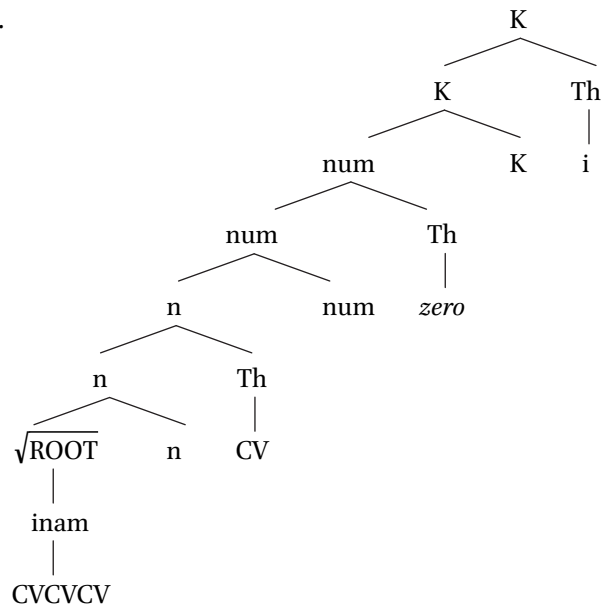 K
K Th
num K i
num Th
n num zero
n Th
√ROOT n CV
inam
CVCVCV